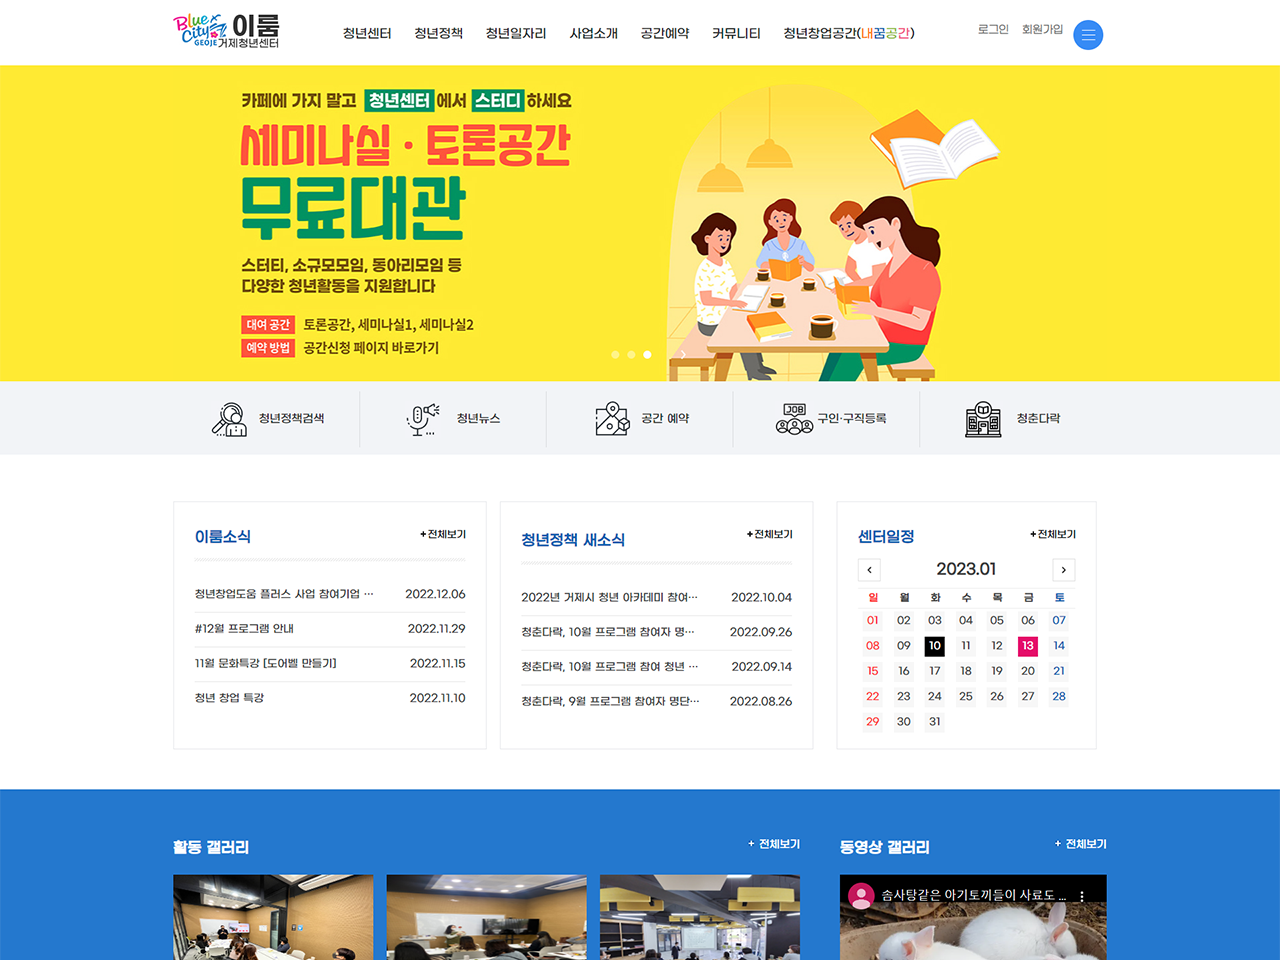 Blue City GEOJE 이룸 거제청년센터
청년센터 청년정책 청년일자리 사업소개 공간예약 커뮤니티 청년창업공간(내꿈공간)
로그인 회원가입
카페에 가지 말고 청년센터에서 스터디하세요
세미나실·토론공간
무료대관
스터티, 소규모모임, 동아리모임 등
다양한 청년활동을 지원합니다
대여 공간 토론공간, 세미나실1, 세미나실2
예약 방법 공간신청 페이지 바로가기
청년정책검색 청년뉴스 공간 예약 JOB 구인·구직등록 청춘다락
이룸소식 +전체보기
청년창업도움 플러스 사업 참여기업 … 2022.12.06
#12월 프로그램 안내 2022.11.29
11월 문화특강 [도어벨 만들기] 2022.11.15
청년 창업 특강 2022.11.10
청년정책 새소식 +전체보기
2022년 거제시 청년 아카데미 참여… 2022.10.04
청춘다락, 10월 프로그램 참여자 명… 2022.09.26
청춘다락, 10월 프로그램 참여 청년 … 2022.09.14
청춘다락, 9월 프로그램 참여자 명단… 2022.08.26
센터일정 +전체보기
‹ 2023.01 ›
일 월 화 수 목 금 토
01 02 03 04 05 06 07
08 09 10 11 12 13 14
15 16 17 18 19 20 21
22 23 24 25 26 27 28
29 30 31
활동 갤러리 + 전체보기
동영상 갤러리 + 전체보기
솜사탕같은 아기토끼들이 사료도 ...